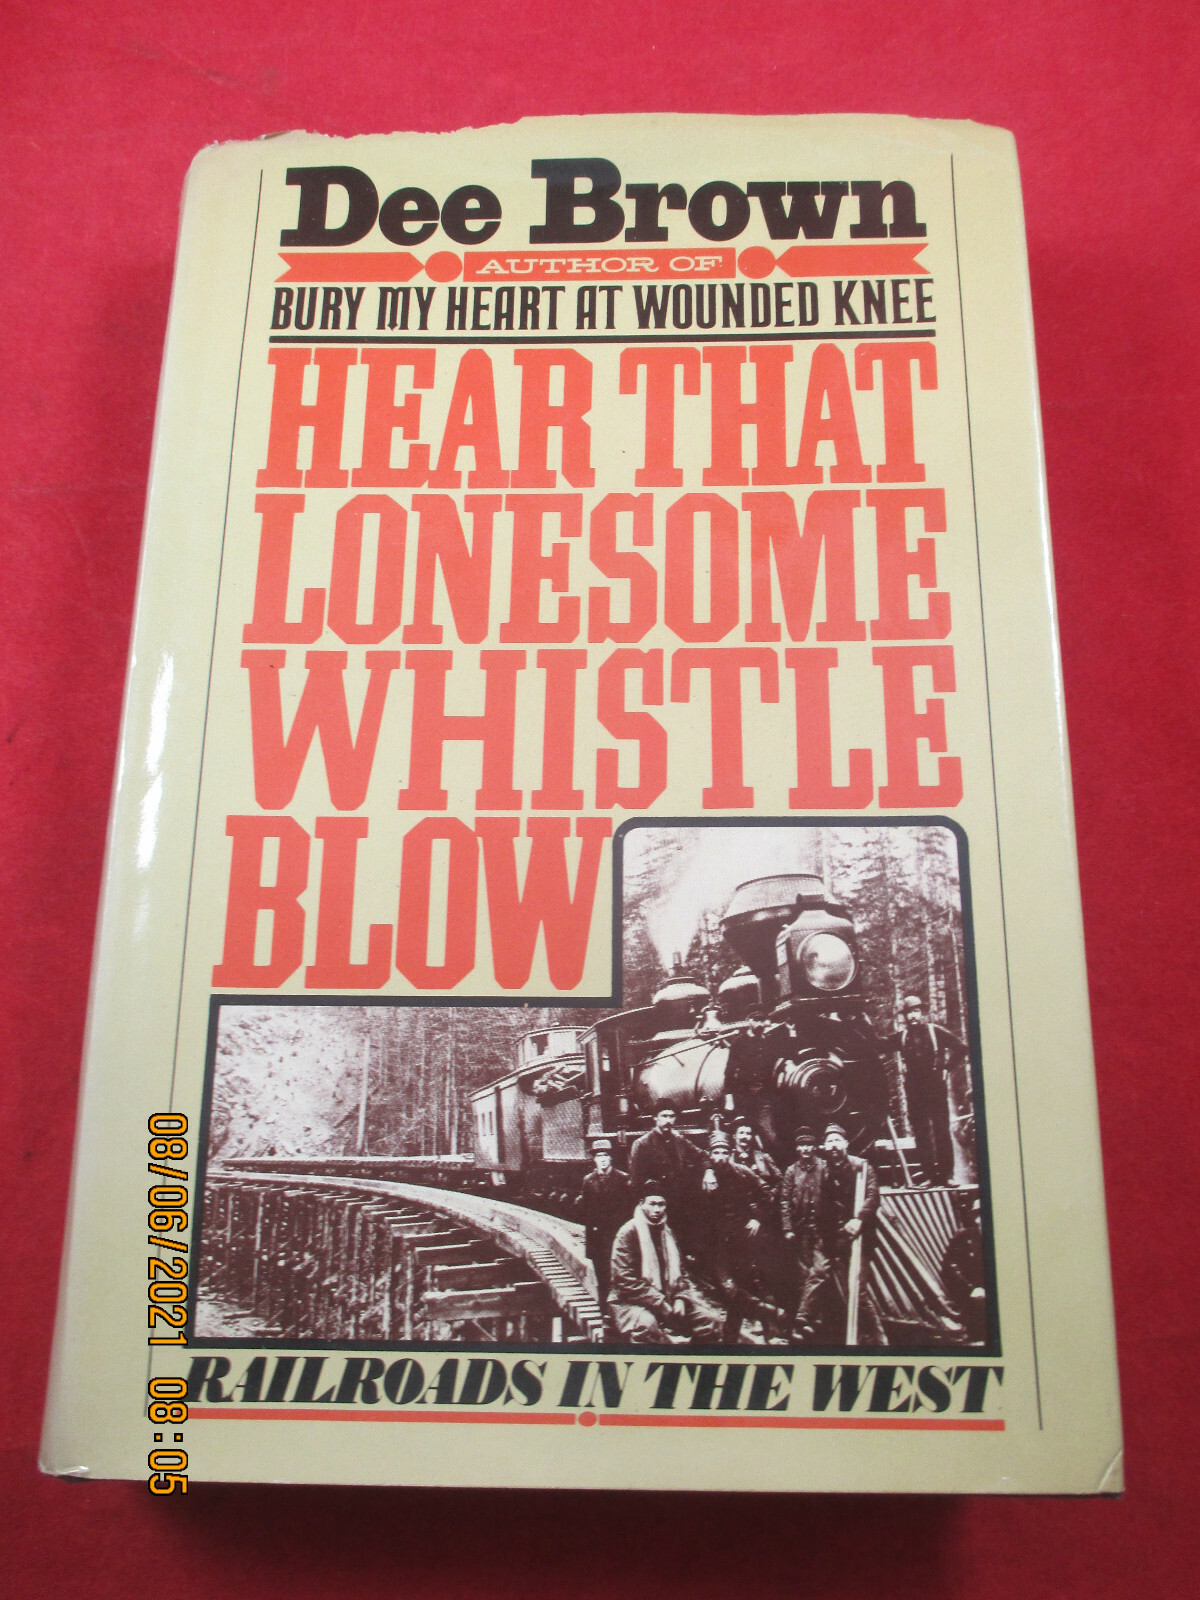 Dee Brown
AUTHOR OF
BURY MY HEART AT WOUNDED KNEE
HEAR THAT
LONESOME
WHISTLE
BLOW
7
RAILROADS IN THE WEST
08/06/2021 08:05